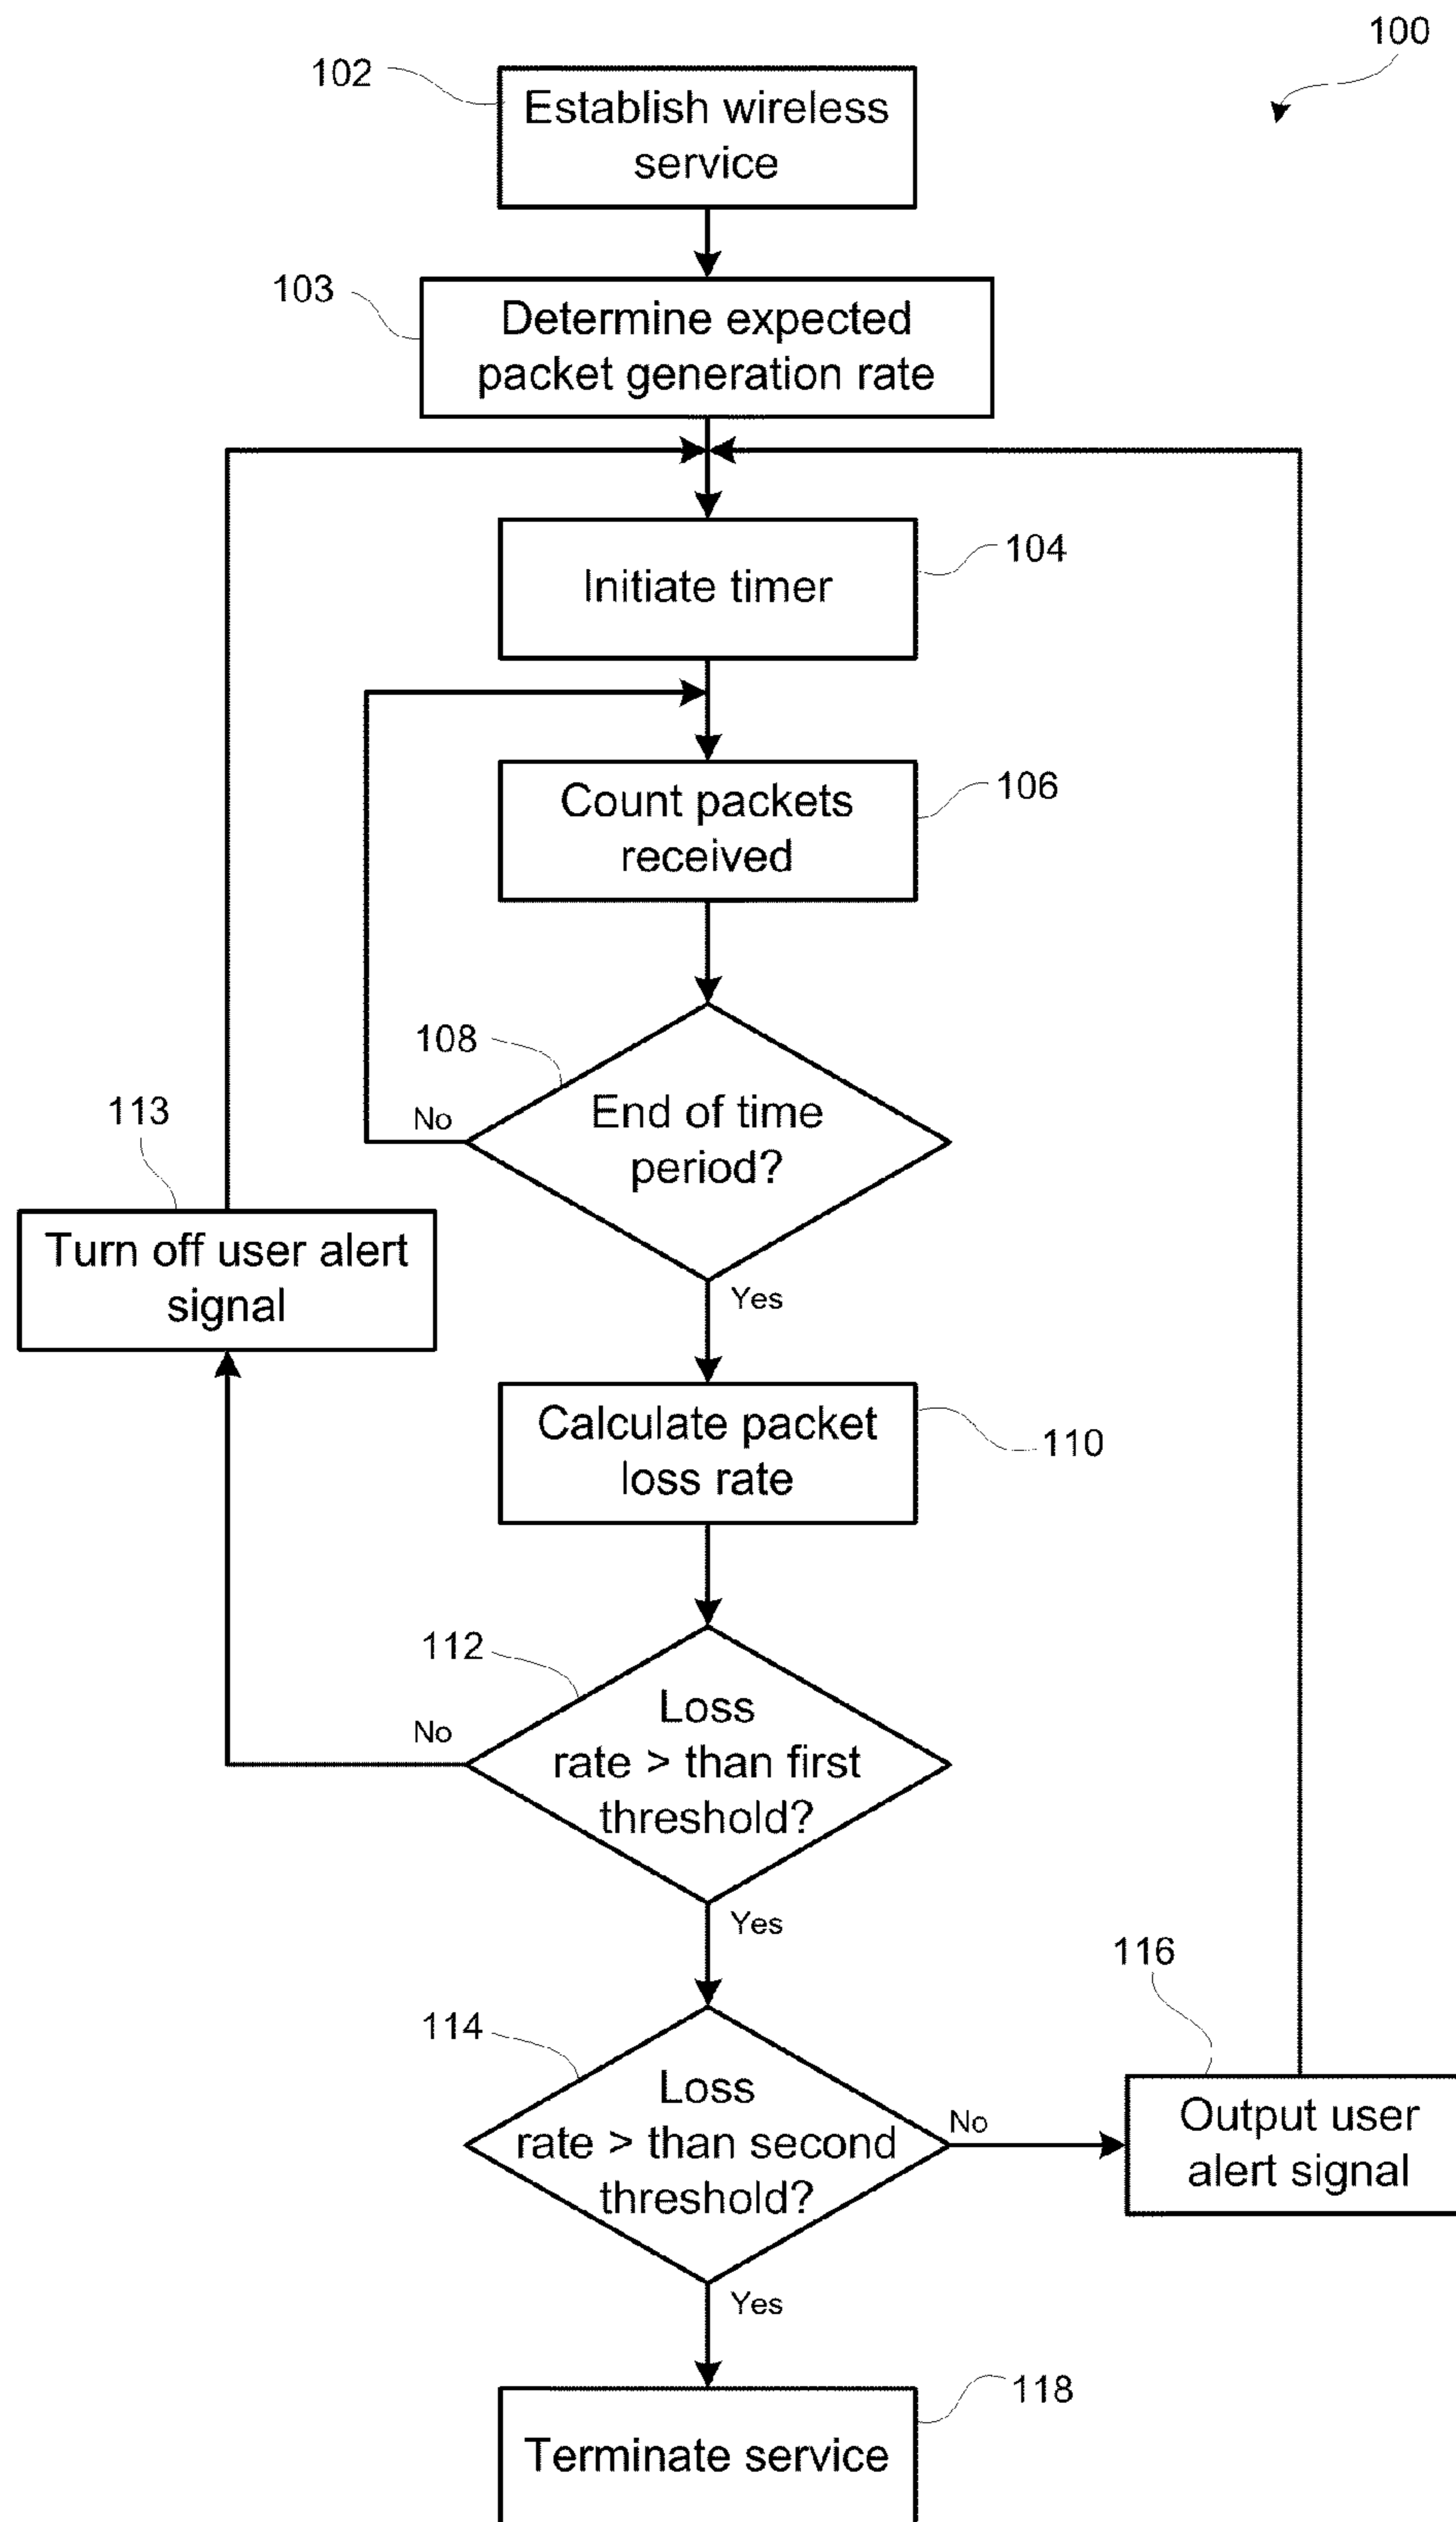 100
102
Establish wireless
service
103
Determine expected
packet generation rate
Initiate timer
104
Count packets
received
106
108
End of time
period?
No
Yes
113
Turn off user alert
signal
Calculate packet
loss rate
110
112
Loss
rate > than first
threshold?
No
Yes
114
Loss
rate > than second
threshold?
No
Yes
116
Output user
alert signal
118
Terminate service